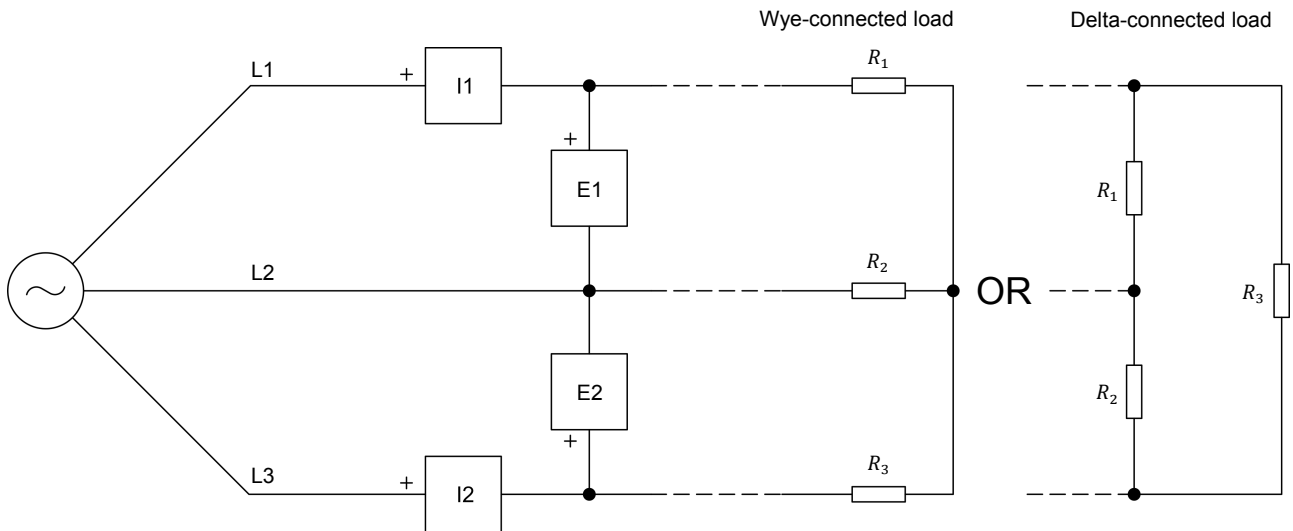 Wye-connected load
Delta-connected load
L1
+
I1
R₁
+
E1
R₁
L2
R₂
OR
R₃
E2
+
R₂
L3
+
I2
R₃